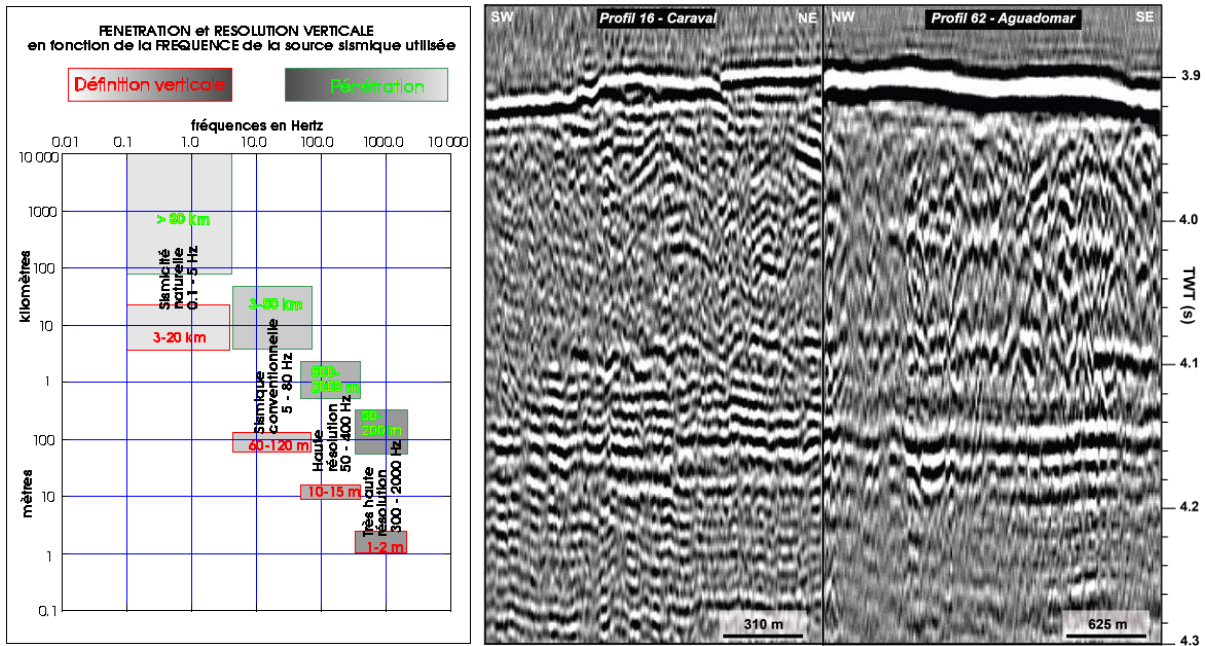 PENETRATION et RESOLUTION VERTICALE
en fonction de la FREQUENCE de la source sismique utilisée
Définition verticale
Pénétration
fréquences en Hertz
0.01 0.1 1.0 10.0 100.0 1000.0 10 000
10 000
1000
100
10
1
100
10
1
0.1
kilomètres
mètres
> 80 km
Sismicité
naturelle
0.1 - 5 Hz
3-20 km
3-50 km
Sismique
conventionnelle
5 - 80 Hz
60-120 m
500-
2000 m
Haute
résolution
50 - 400 Hz
10-15 m
200 m
Très haute
résolution
300 - 2000 Hz
1-2 m
SW
Profil 16 - Caraval
NE
310 m
NW
Profil 62 - Aguadomar
SE
625 m
3.9
4.0
4.1
4.2
4.3
TWT (s)